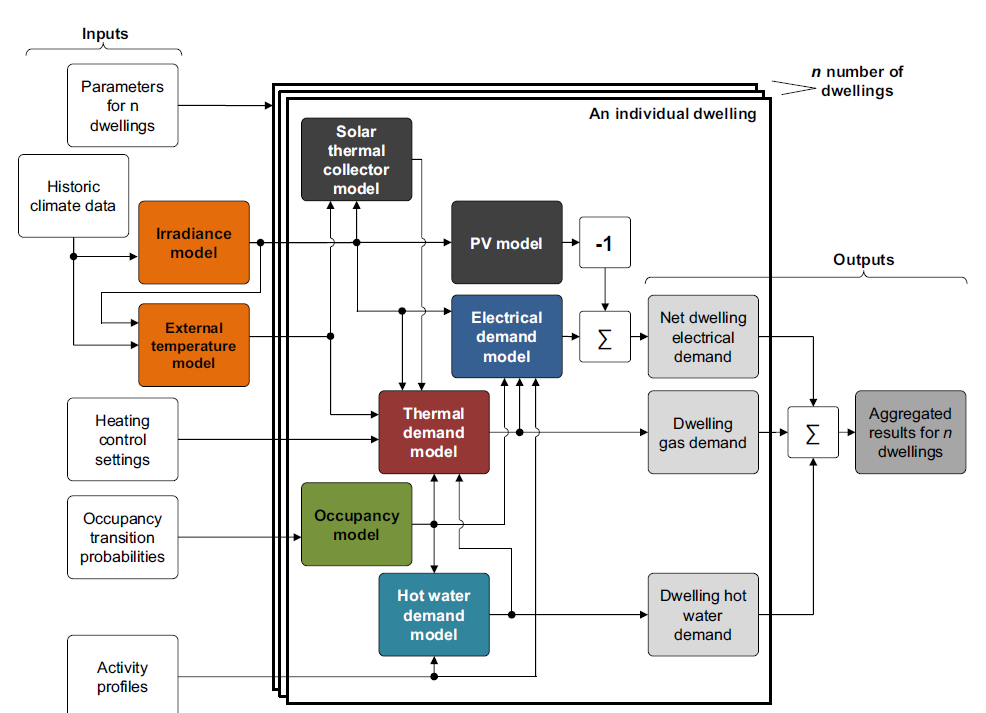 Inputs
Parameters
for n
dwellings
n number of
dwellings
An individual dwelling
Solar
thermal
collector
model
Historic
climate data
Irradiance
model
PV model
-1
Outputs
External
temperature
model
Electrical
demand
model
∑
Net dwelling
electrical
demand
Heating
control
settings
Thermal
demand
model
Dwelling
gas demand
∑
Aggregated
results for n
dwellings
Occupancy
transition
probabilities
Occupancy
model
Hot water
demand
model
Dwelling hot
water
demand
Activity
profiles